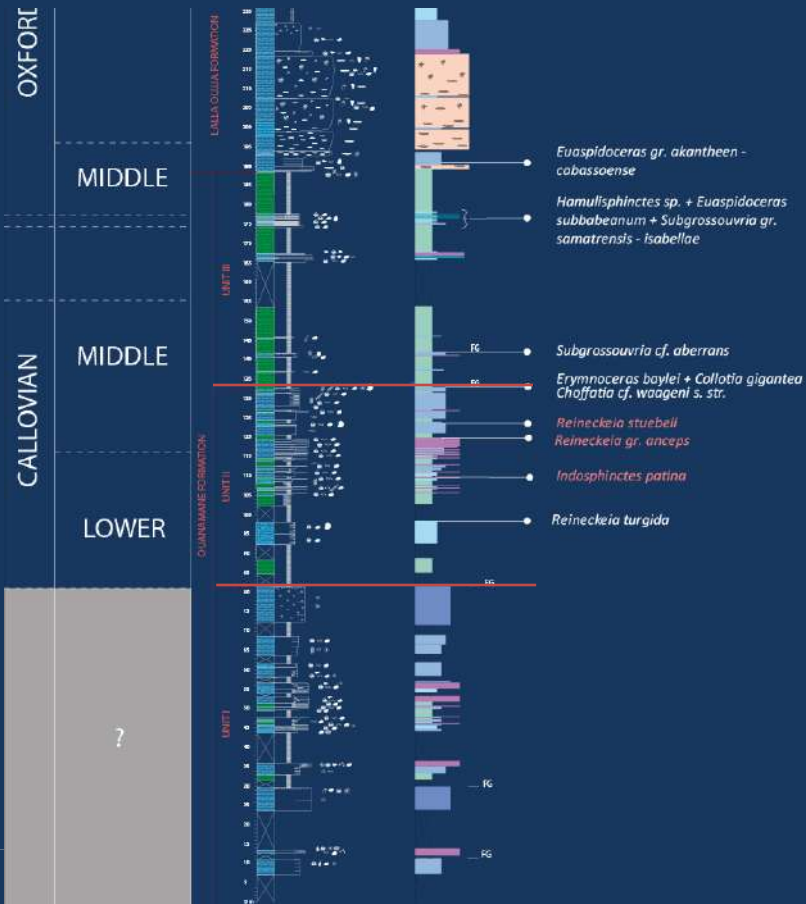 OXFORD
MIDDLE
CALLOVIAN
MIDDLE
LOWER
?
LALLA OUJJA FORMATION
OUANAMANE FORMATION
UNIT III
UNIT II
UNIT I
FG
FG
FG
FG
FG
Euaspidoceras gr. akantheen -
cabassoense
Hamulisphinctes sp. + Euaspidoceras
subbabeanum + Subgrossouvria gr.
samatrensis - isabellae
Subgrossouvria cf. aberrans
Erymnoceras baylei + Collotia gigantea
Choffatia cf. waageni s. str.
Reineckeia stuebeli
Reineckeia gr. anceps
Indosphinctes patina
Reineckeia turgida